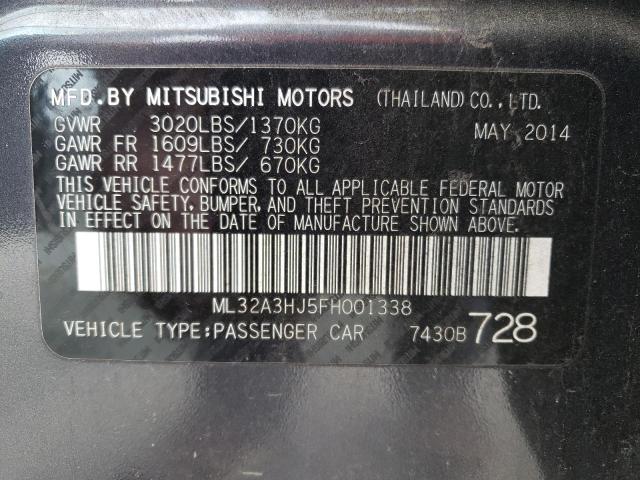 MFD.BY MITSUBISHI MOTORS (THAILAND) CO.,LTD.
GVWR 3020LBS/1370KG MAY 2014
GAWR FR 1609LBS/ 730KG
GAWR RR 1477LBS/ 670KG
THIS VEHICLE CONFORMS TO ALL APPLICABLE FEDERAL MOTOR
VEHICLE SAFETY, BUMPER, AND THEFT PREVENTION STANDARDS
IN EFFECT ON THE DATE OF MANUFACTURE SHOWN ABOVE.
ML32A3HJ5FH001338
VEHICLE TYPE:PASSENGER CAR 7430B 728